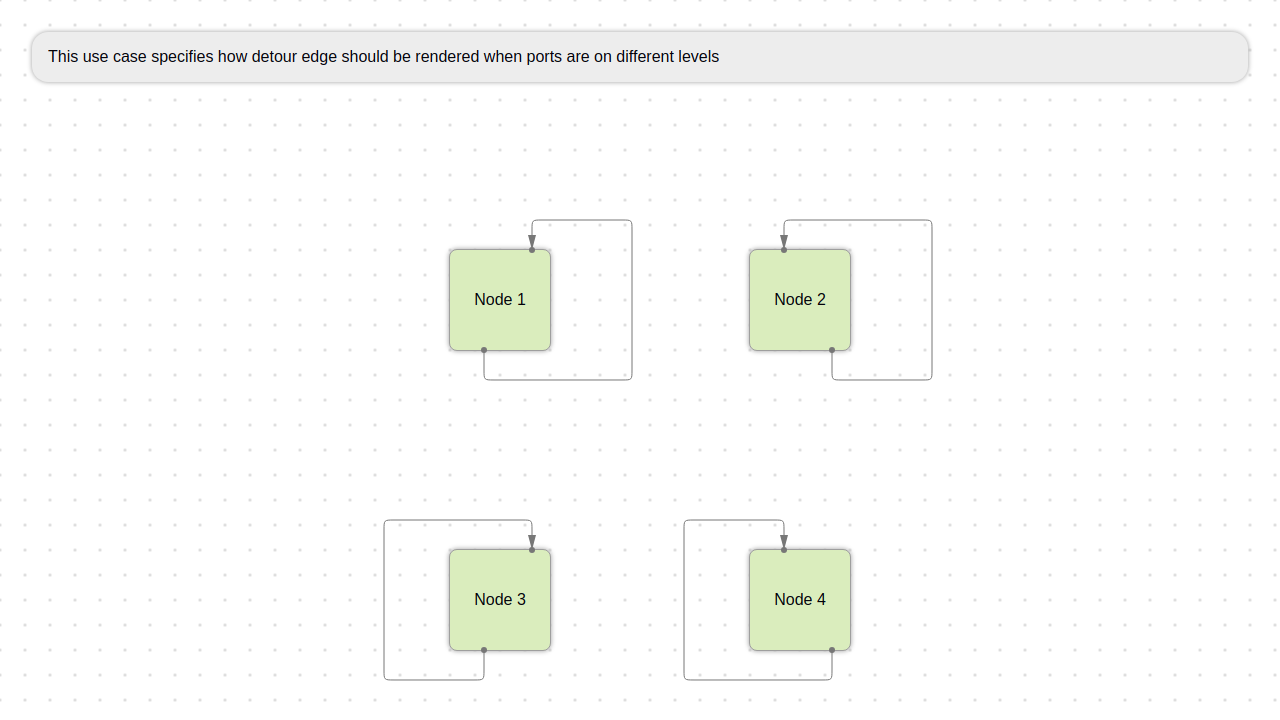 This use case specifies how detour edge should be rendered when ports are on different levels
Node 1
Node 2
Node 3
Node 4